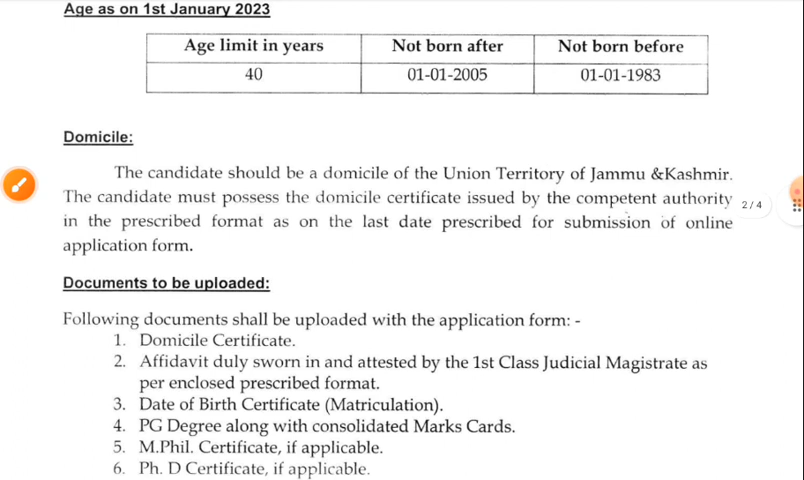 Age as on 1st January 2023
Age limit in years Not born after Not born before
40 01-01-2005 01-01-1983
Domicile:
The candidate should be a domicile of the Union Territory of Jammu &Kashmir.
The candidate must possess the domicile certificate issued by the competent authority
in the prescribed format as on the last date prescribed for submission of online
application form.
2/4
Documents to be uploaded:
Following documents shall be uploaded with the application form: -
1. Domicile Certificate.
2. Affidavit duly sworn in and attested by the 1st Class Judicial Magistrate as
per enclosed prescribed format.
3. Date of Birth Certificate (Matriculation).
4. PG Degree along with consolidated Marks Cards.
5. M.Phil. Certificate, if applicable.
6. Ph. D Certificate, if applicable.